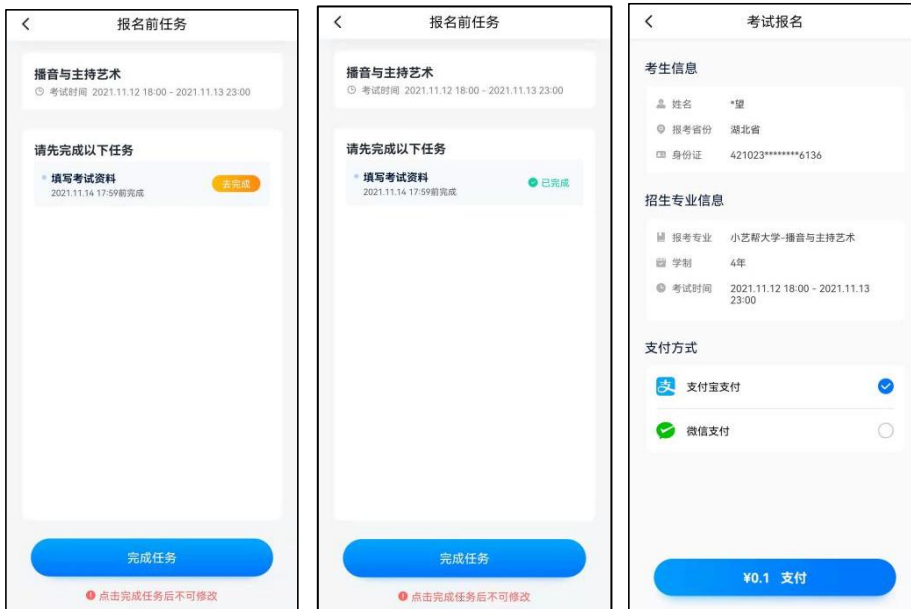 报名前任务
播音与主持艺术
考试时间 2021.11.12 18:00 - 2021.11.13 23:00
请先完成以下任务
填写考试资料
去完成
2021.11.14 17:59前完成
完成任务
点击完成任务后不可修改
报名前任务
播音与主持艺术
考试时间 2021.11.12 18:00 - 2021.11.13 23:00
请先完成以下任务
填写考试资料
已完成
2021.11.14 17:59前完成
完成任务
点击完成任务后不可修改
考试报名
考生信息
姓名 *望
报考省份 湖北省
身份证 421023********6136
招生专业信息
报考专业 小艺帮大学-播音与主持艺术
学制 4年
考试时间 2021.11.12 18:00 - 2021.11.13
23:00
支付方式
支付宝支付
微信支付
¥0.1 支付